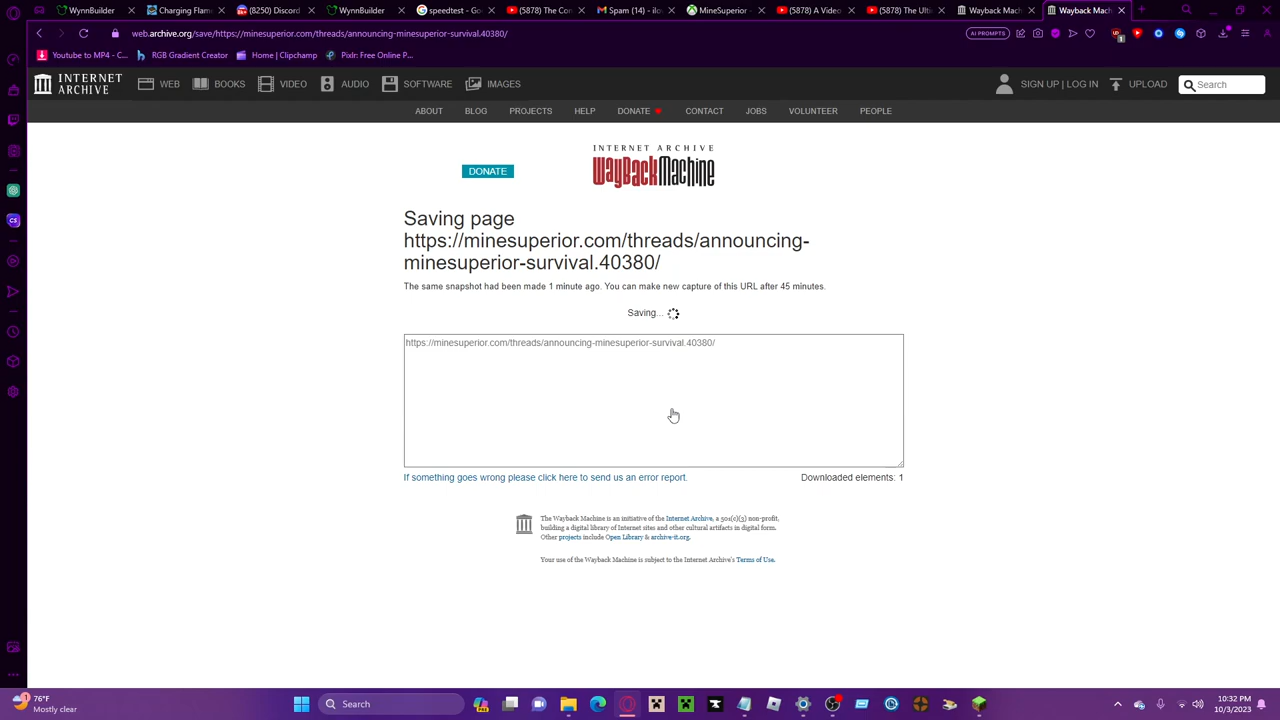 WynnBuilder
Charging Flame
(8250) Discord
WynnBuilder
speedtest - Go
(5878) The Con
Spam (14) - ilo
MineSuperior -
(5878) A Video
(5878) The Ulti
Wayback Mach
Wayback Mach
web.archive.org/save/https://minesuperior.com/threads/announcing-minesuperior-survival.40380/
AI PROMPTS
Youtube to MP4 - C...
RGB Gradient Creator
Home | Clipchamp
Pixlr: Free Online P...
INTERNET ARCHIVE
WEB
BOOKS
VIDEO
AUDIO
SOFTWARE
IMAGES
SIGN UP | LOG IN
UPLOAD
Search
ABOUT
BLOG
PROJECTS
HELP
DONATE
CONTACT
JOBS
VOLUNTEER
PEOPLE
DONATE
INTERNET ARCHIVE
WayBackMachine
Saving page
https://minesuperior.com/threads/announcing-
minesuperior-survival.40380/
The same snapshot had been made 1 minute ago. You can make new capture of this URL after 45 minutes.
Saving...
https://minesuperior.com/threads/announcing-minesuperior-survival.40380/
If something goes wrong please click here to send us an error report.
Downloaded elements: 1
The Wayback Machine is an initiative of the Internet Archive, a 501(c)(3) non-profit,
building a digital library of Internet sites and other cultural artifacts in digital form.
Other projects include Open Library & archive-it.org.
Your use of the Wayback Machine is subject to the Internet Archive's Terms of Use.
76°F
Mostly clear
Search
10:32 PM
10/3/2023